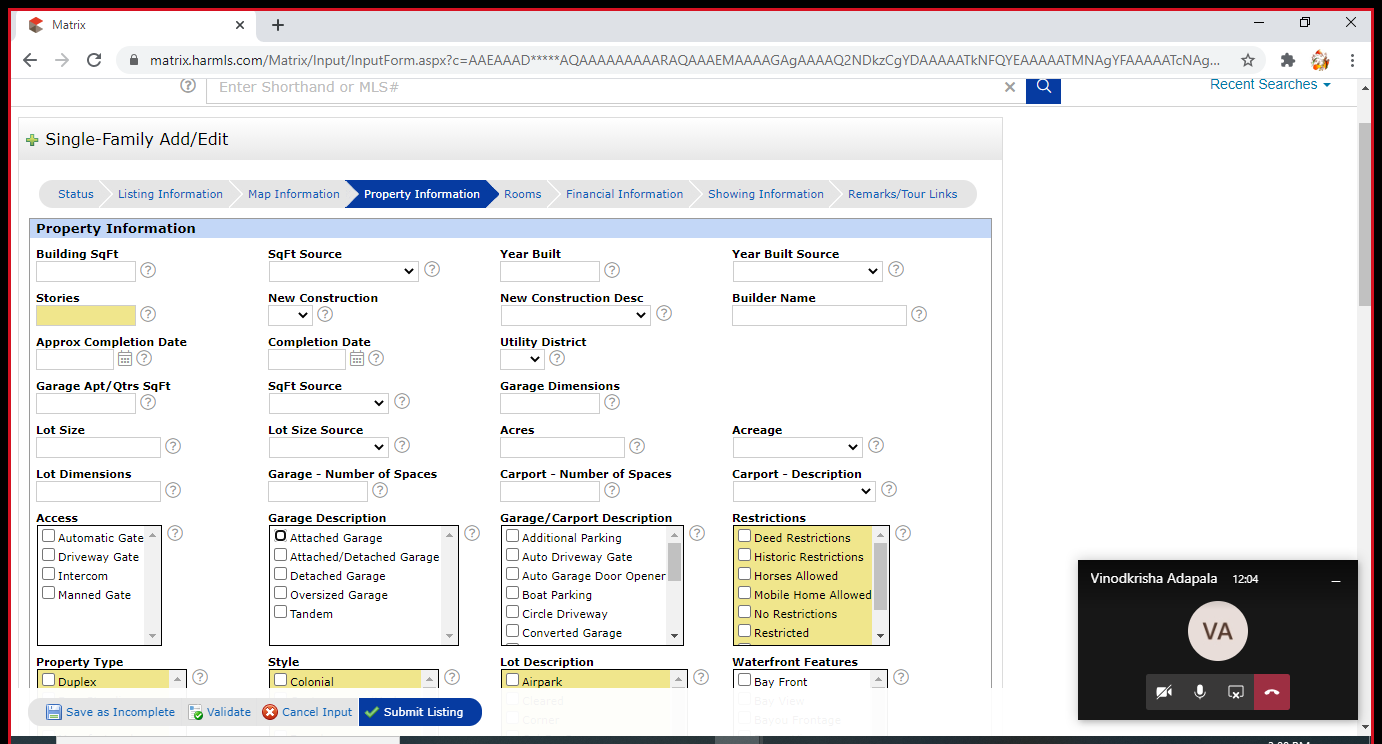 Matrix
matrix.harmls.com/Matrix/Input/InputForm.aspx?c=AAEAAAD*****AQAAAAAAAAARAQAAAEMAAAAGAgAAAAQ2NDkzCgYDAAAAATkNFQYEAAAAATMNAgYFAAAAATcNAg...
Enter Shorthand or MLS#
Recent Searches
Single-Family Add/Edit
Status Listing Information Map Information Property Information Rooms Financial Information Showing Information Remarks/Tour Links
Property Information
Building SqFt SqFt Source Year Built Year Built Source
Stories New Construction New Construction Desc Builder Name
Approx Completion Date Completion Date Utility District
Garage Apt/Qtrs SqFt SqFt Source Garage Dimensions
Lot Size Lot Size Source Acres Acreage
Lot Dimensions Garage - Number of Spaces Carport - Number of Spaces Carport - Description
Access Garage Description Garage/Carport Description Restrictions
Automatic Gate Attached Garage Additional Parking Deed Restrictions
Driveway Gate Attached/Detached Garage Auto Driveway Gate Historic Restrictions
Intercom Detached Garage Auto Garage Door Opener Horses Allowed
Manned Gate Oversized Garage Boat Parking Mobile Home Allowed
Tandem Circle Driveway No Restrictions
Converted Garage Restricted
Property Type Style Lot Description Waterfront Features
Duplex Colonial Airpark Bay Front
Cleared Bay View
Corner Bayou Frontage
Save as Incomplete Validate Cancel Input Submit Listing
Vinodkrisha Adapala 12:04
VA